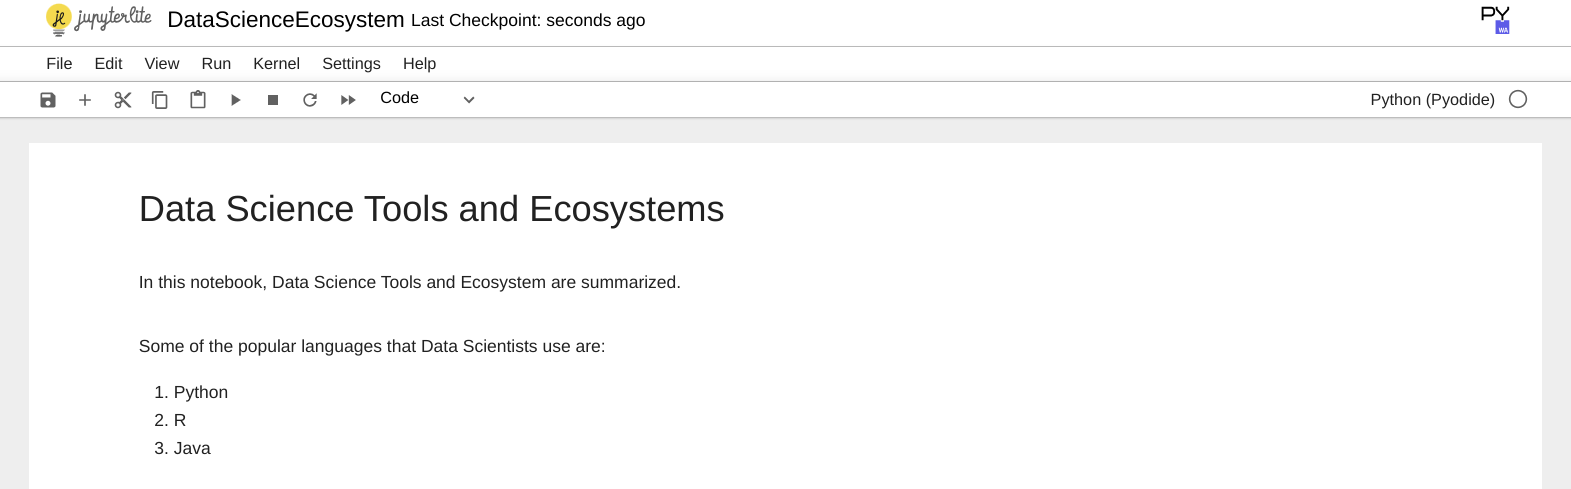 jupyterlite DataScienceEcosystem Last Checkpoint: seconds ago PY WA
File Edit View Run Kernel Settings Help
Code Python (Pyodide)
Data Science Tools and Ecosystems
In this notebook, Data Science Tools and Ecosystem are summarized.
Some of the popular languages that Data Scientists use are:
1. Python
2. R
3. Java